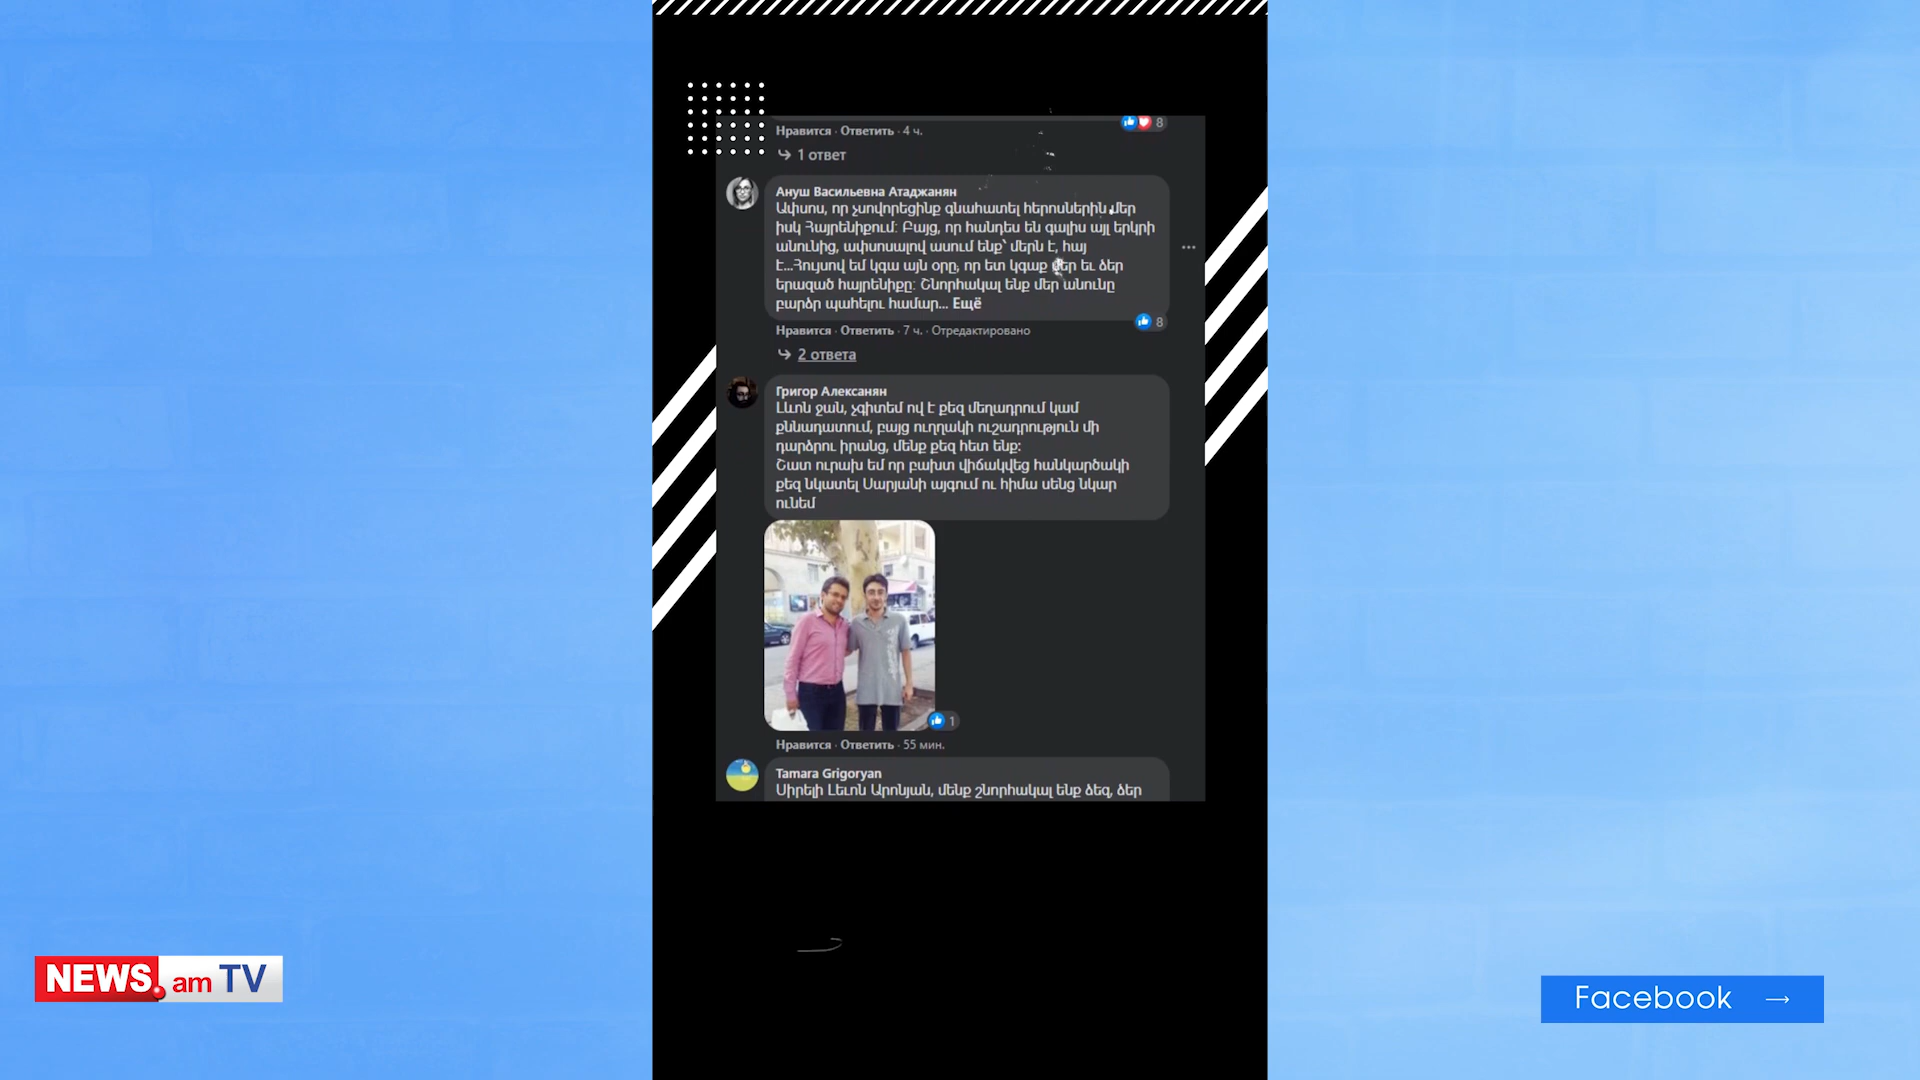 Нравится · Ответить · 4 ч.
8
1 ответ
Ануш Васильевна Атаджанян
Ափսոս, որ չսովորեցինք գնահատել հերոսներին մեր
իսկ Հայրենիքում: Բայց, որ հանդես են գալիս այլ երկրի
անունից, ափսոսալով ասում ենք՝ մերն է, հայ
է...Հույսով եմ կգա այն օրը, որ ետ կգաք մեր եւ ձեր
երազած հայրենիքը: Շնորհակալ ենք մեր անունը
բարձր պահելու համար... Ещё
8
Нравится · Ответить · 7 ч. · Отредактировано
2 ответа
Григор Алексанян
Լևոն ջան, չգիտեմ ով է քեզ մեղադրում կամ
քննադատում, բայց ուղղակի ուշադրություն մի
դարձրու իրանց, մենք քեզ հետ ենք:
Շատ ուրախ եմ որ բախտ վիճակվեց հանկարծակի
քեզ նկատել Սարյանի այգում ու հիմա սենց նկար
ունեմ
1
Нравится · Ответить · 55 мин.
Tamara Grigoryan
Սիրելի Լեւոն Արոնյան, մենք շնորհակալ ենք ձեզ, ձեր
NEWS.am TV
Facebook →